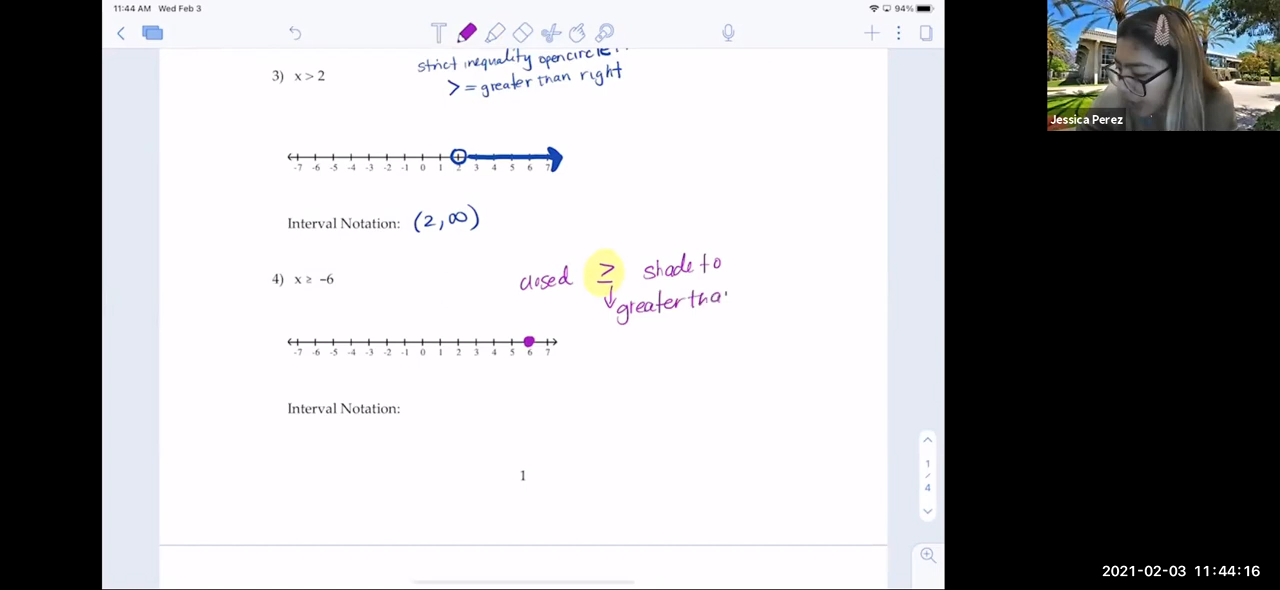 11:44 AM Wed Feb 3
94%
strict inequality open circle
3) x > 2
> = greater than right
-7 -6 -5 -4 -3 -2 -1 0 1 2 3 4 5 6 7
Interval Notation: (2, ∞)
4) x ≥ -6
closed ≥ shade to
greater tha
-7 -6 -5 -4 -3 -2 -1 0 1 2 3 4 5 6 7
Interval Notation:
1
1
/
4
Jessica Perez
2021-02-03 11:44:16